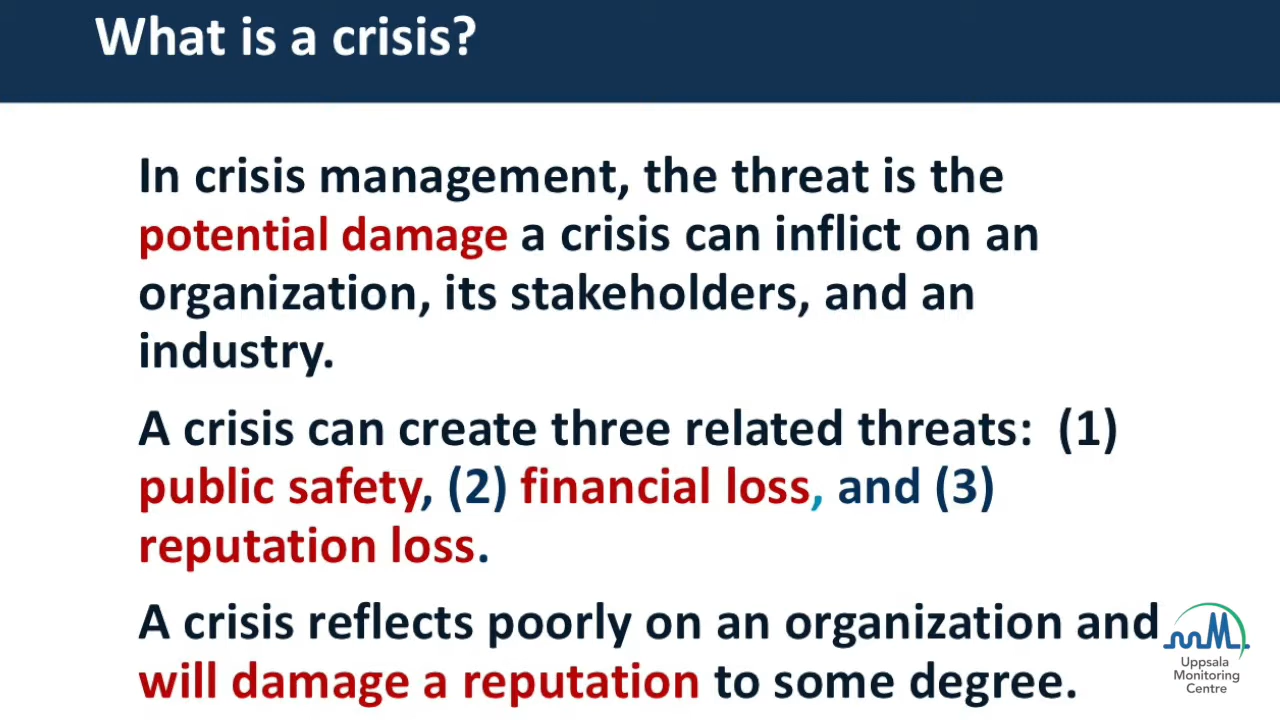 What is a crisis?
In crisis management, the threat is the
potential damage a crisis can inflict on an
organization, its stakeholders, and an
industry.
A crisis can create three related threats:  (1)
public safety, (2) financial loss, and (3)
reputation loss.
A crisis reflects poorly on an organization and
will damage a reputation to some degree.
Uppsala
Monitoring
Centre